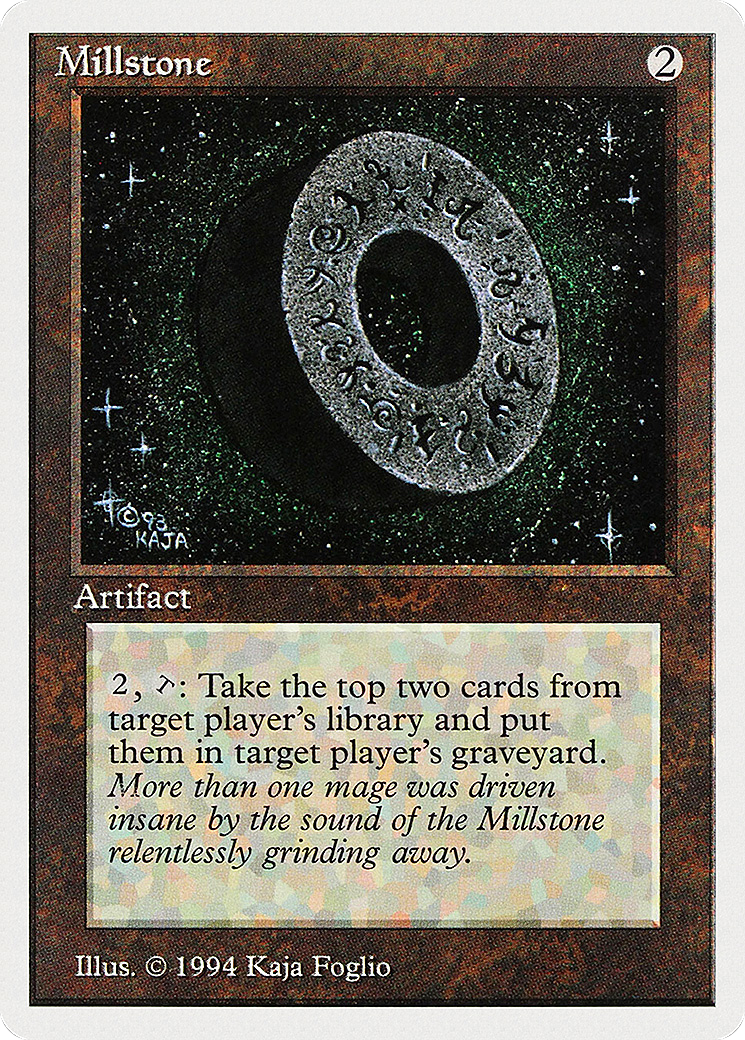 Millstone 2
©93
KAJA
Artifact
2, T: Take the top two cards from
target player's library and put
them in target player's graveyard.
More than one mage was driven
insane by the sound of the Millstone
relentlessly grinding away.
Illus. © 1994 Kaja Foglio